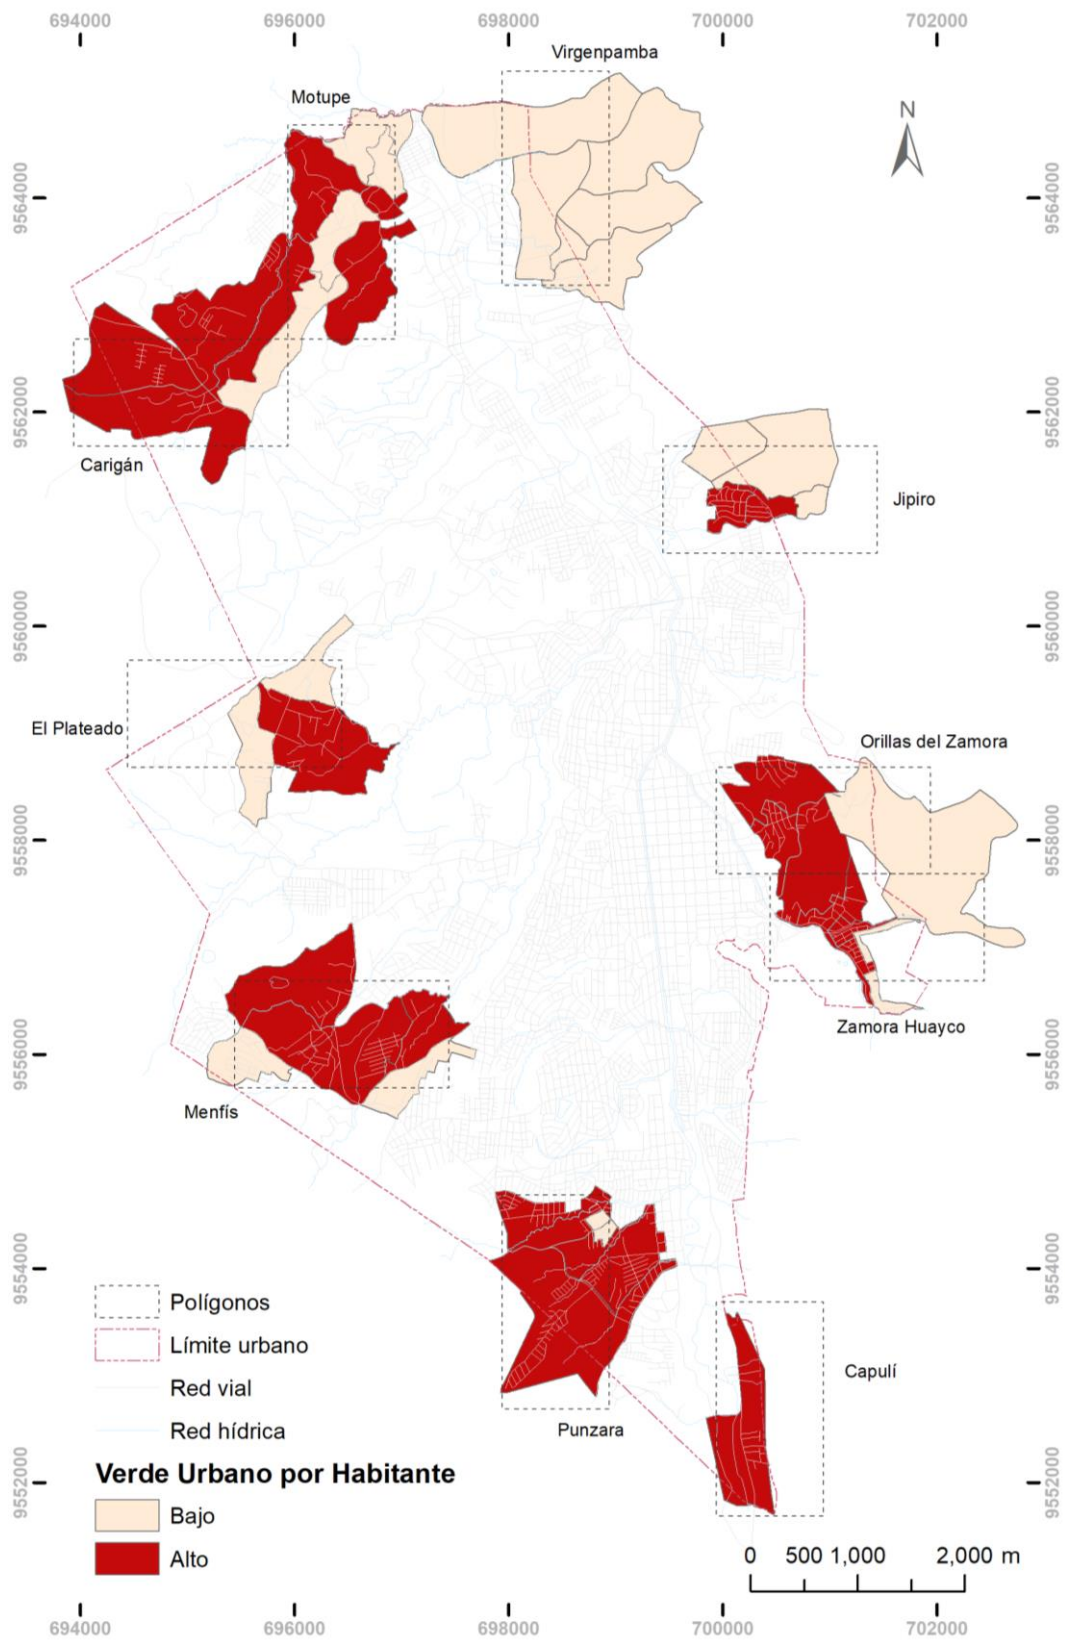 694000 696000 698000 700000 702000
Virgenpamba
Motupe
N
9564000 9564000
9562000 9562000
Carigán
Jipiro
9560000 9560000
El Plateado
Orillas del Zamora
9558000 9558000
Zamora Huayco
9556000 9556000
Menfís
9554000 9554000
Polígonos
Límite urbano
Capulí
Red vial
Punzara
Red hídrica
Verde Urbano por Habitante
9552000 9552000
Bajo
Alto
0 500 1,000 2,000 m
694000 696000 698000 700000 702000